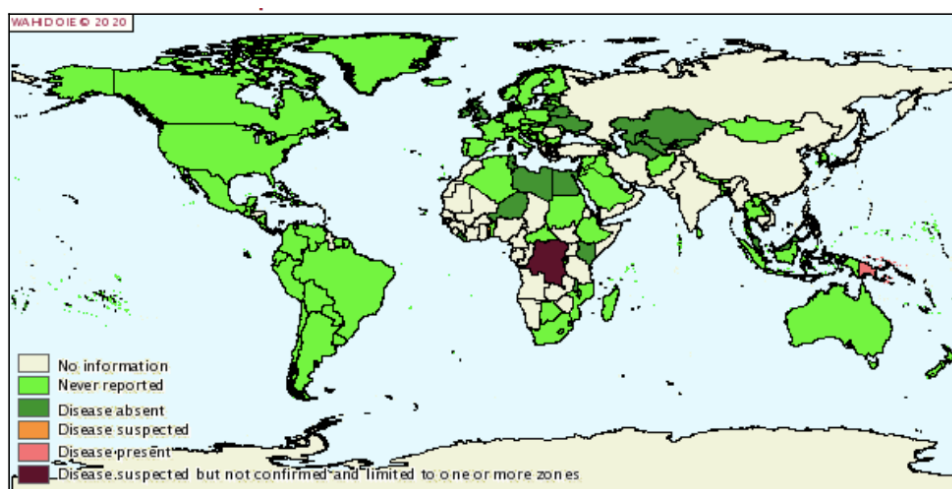 WAHID OIE © 2020
No information
Never reported
Disease absent
Disease suspected
Disease present
Disease suspected but not confirmed and limited to one or more zones